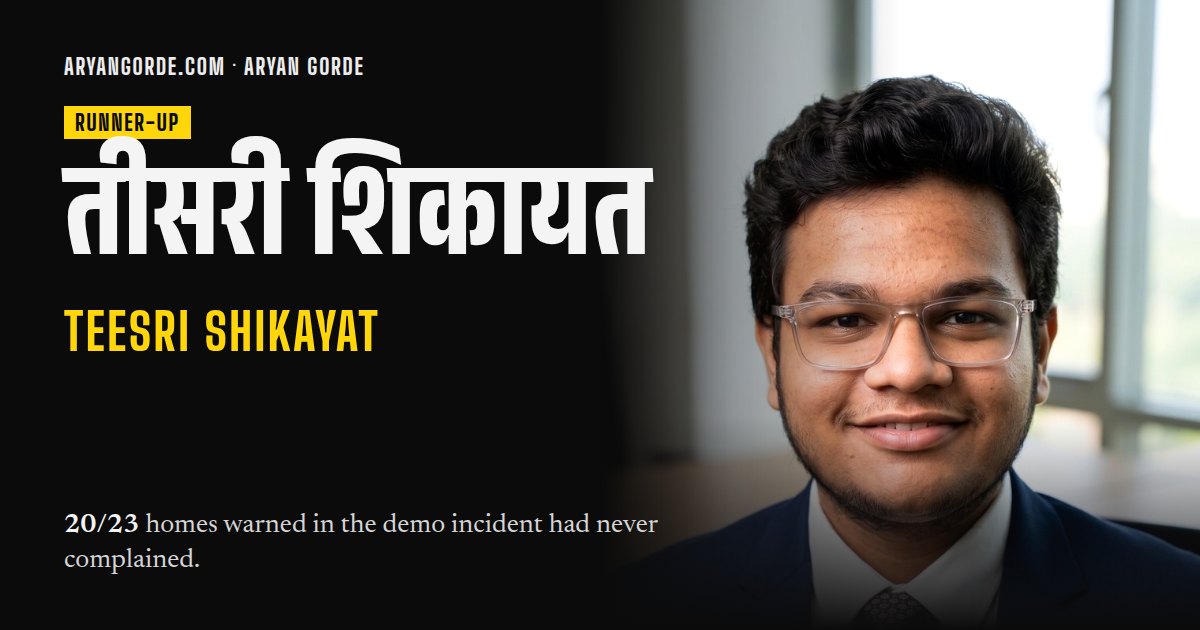 ARYANGORDE.COM · ARYAN GORDE
RUNNER-UP
तीसरी शिकायत
TEESRI SHIKAYAT
20/23 homes warned in the demo incident had never
complained.